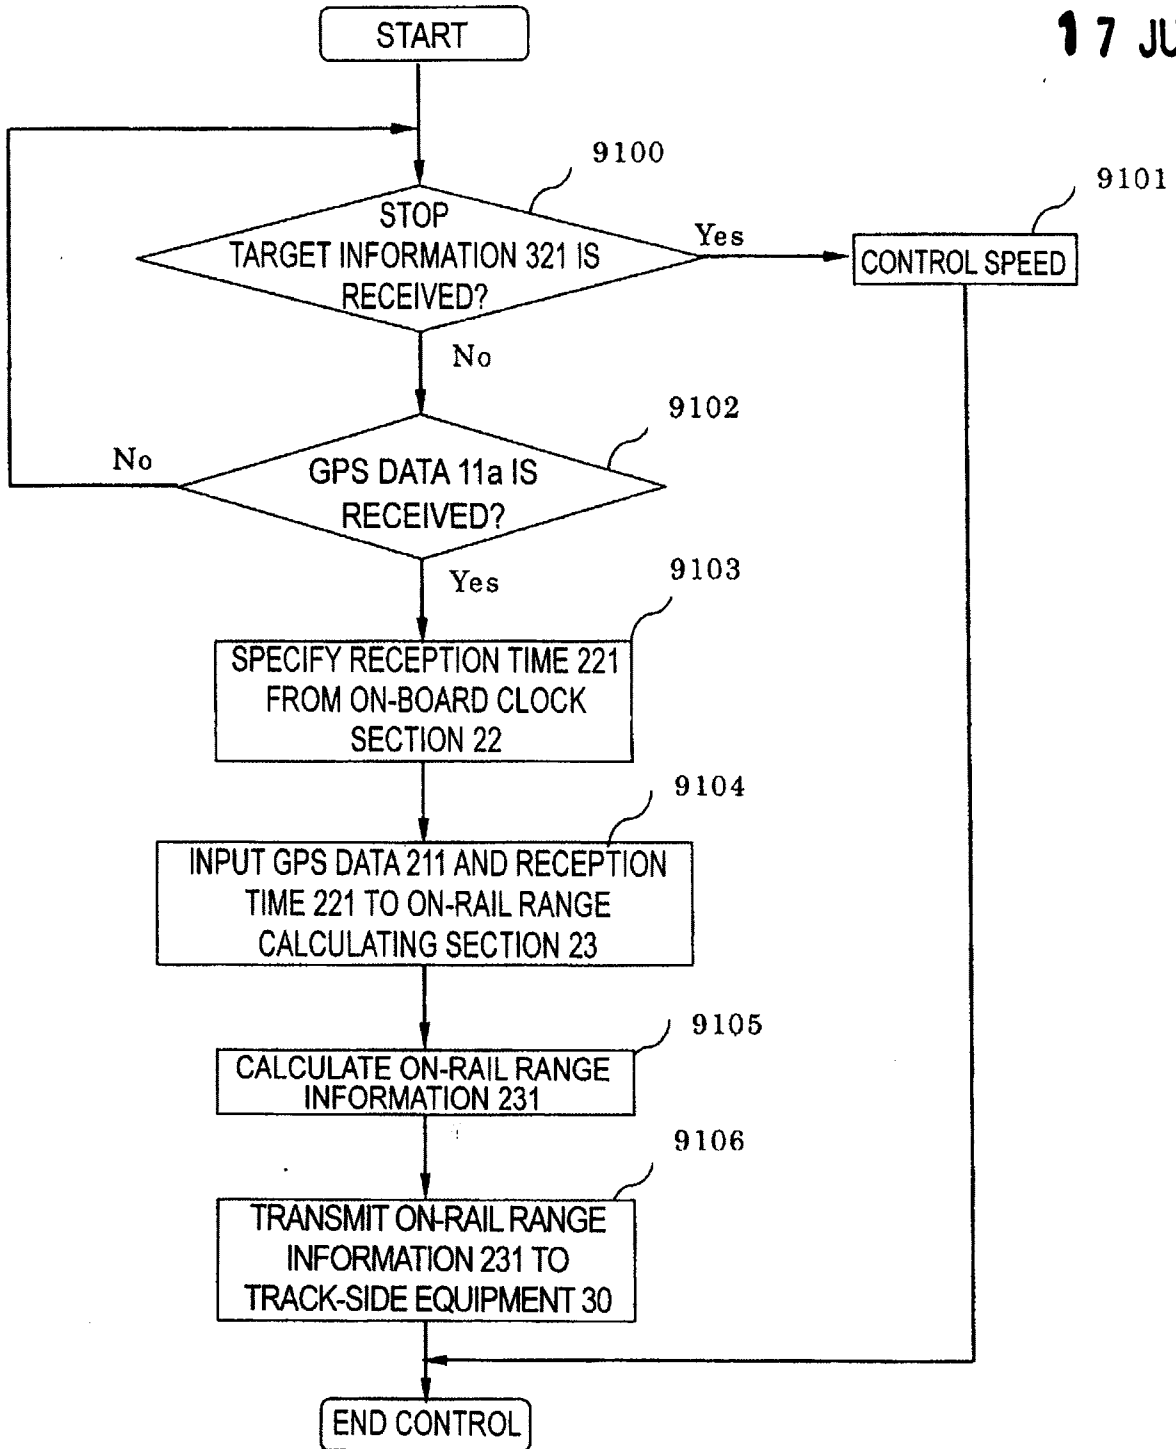 1 7 JU
START
9100
9101
STOP
TARGET INFORMATION 321 IS
RECEIVED?
Yes
CONTROL SPEED
No
9102
No
GPS DATA 11a IS
RECEIVED?
Yes
9103
SPECIFY RECEPTION TIME 221
FROM ON-BOARD CLOCK
SECTION 22
9104
INPUT GPS DATA 211 AND RECEPTION
TIME 221 TO ON-RAIL RANGE
CALCULATING SECTION 23
9105
CALCULATE ON-RAIL RANGE
INFORMATION 231
9106
TRANSMIT ON-RAIL RANGE
INFORMATION 231 TO
TRACK-SIDE EQUIPMENT 30
END CONTROL